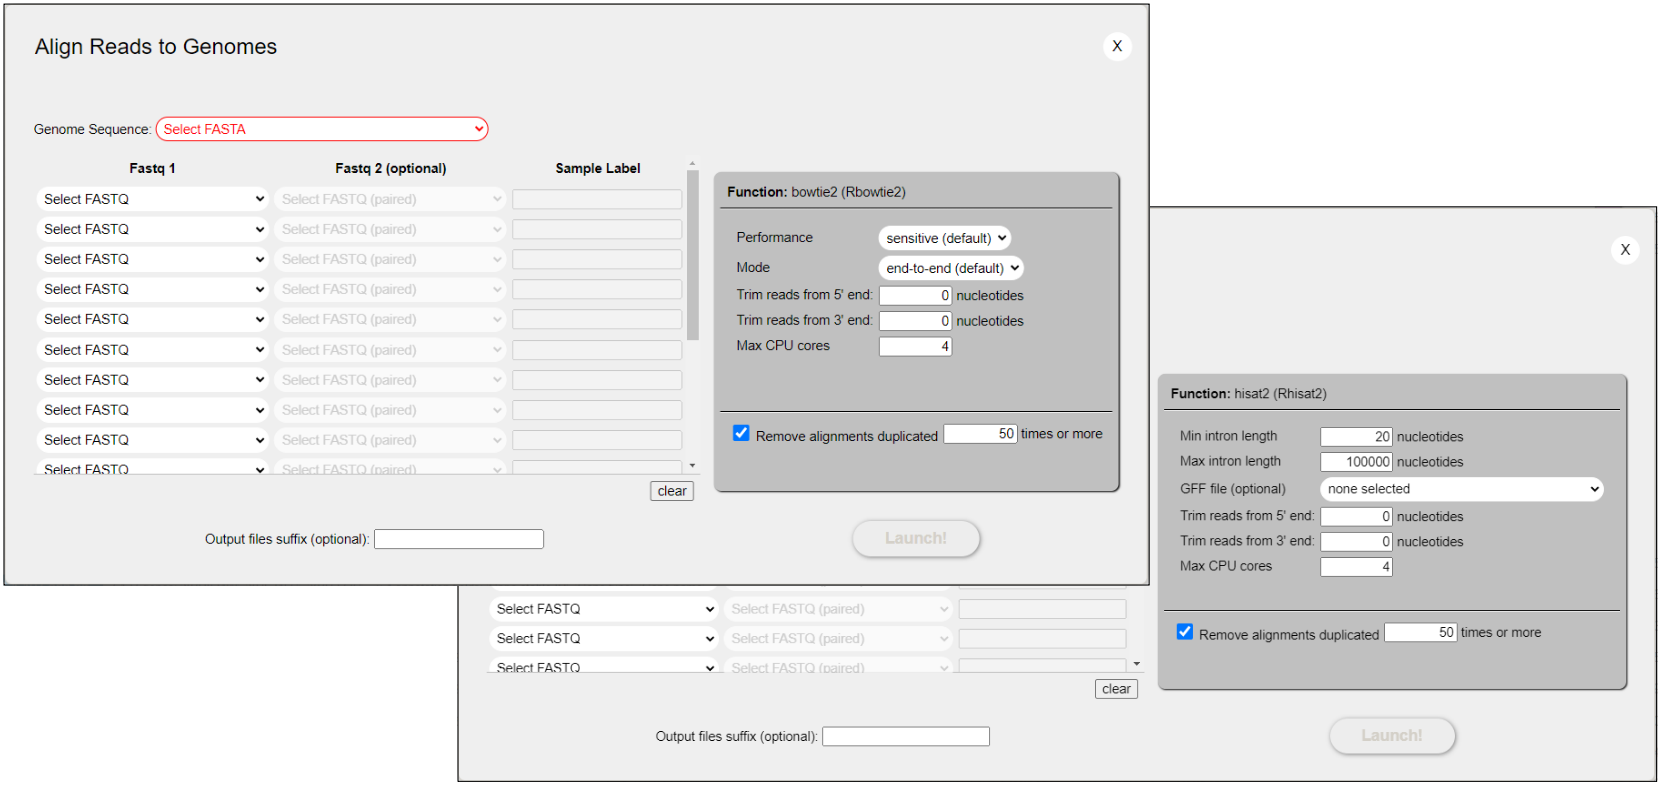 Align Reads to Genomes
X
Genome Sequence: Select FASTA
Fastq 1 Fastq 2 (optional) Sample Label
Select FASTQ Select FASTQ (paired)
Select FASTQ Select FASTQ (paired)
Select FASTQ Select FASTQ (paired)
Select FASTQ Select FASTQ (paired)
Select FASTQ Select FASTQ (paired)
Select FASTQ Select FASTQ (paired)
Select FASTQ Select FASTQ (paired)
Select FASTQ Select FASTQ (paired)
Select FASTQ Select FASTQ (paired)
Select FASTQ Select FASTQ (paired)
clear
Function: bowtie2 (Rbowtie2)
Performance sensitive (default)
Mode end-to-end (default)
Trim reads from 5' end: 0 nucleotides
Trim reads from 3' end: 0 nucleotides
Max CPU cores 4
Remove alignments duplicated 50 times or more
Output files suffix (optional):
Launch!
X
Function: hisat2 (Rhisat2)
Min intron length 20 nucleotides
Max intron length 100000 nucleotides
GFF file (optional) none selected
Trim reads from 5' end: 0 nucleotides
Trim reads from 3' end: 0 nucleotides
Max CPU cores 4
Remove alignments duplicated 50 times or more
Select FASTQ Select FASTQ (paired)
Select FASTQ Select FASTQ (paired)
Select FASTQ Select FASTQ (paired)
clear
Output files suffix (optional):
Launch!